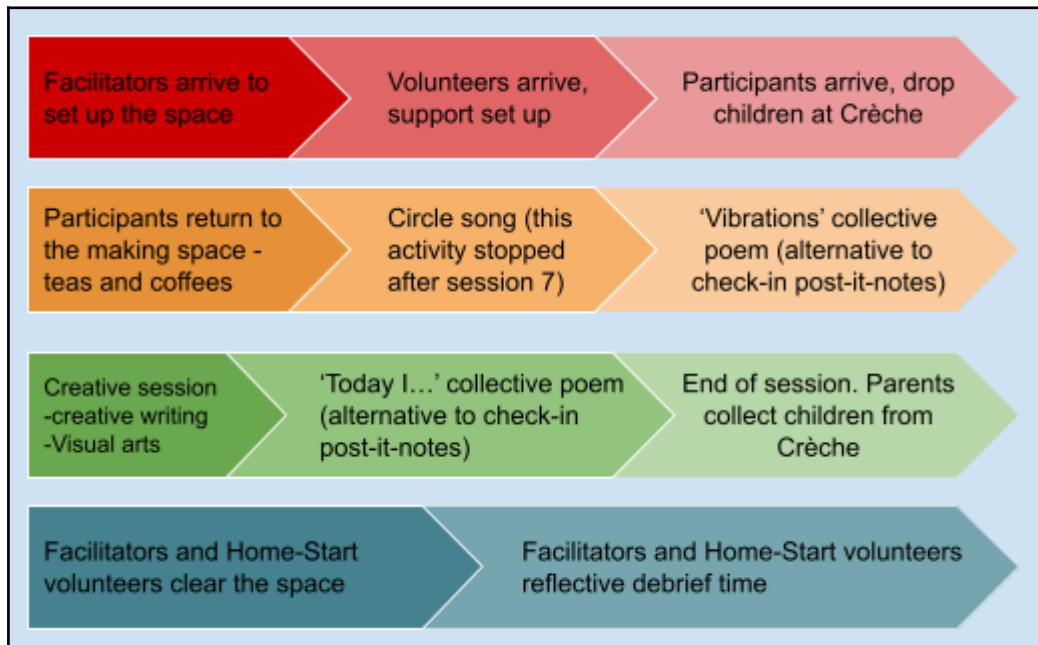 Facilitators arrive to
set up the space
Volunteers arrive,
support set up
Participants arrive, drop
children at Crèche
Participants return to
the making space -
teas and coffees
Circle song (this
activity stopped
after session 7)
‘Vibrations’ collective
poem (alternative to
check-in post-it-notes)
Creative session
-creative writing
-Visual arts
‘Today I…’ collective poem
(alternative to check-in
post-it-notes)
End of session. Parents
collect children from
Crèche
Facilitators and Home-Start
volunteers clear the space
Facilitators and Home-Start volunteers
reflective debrief time